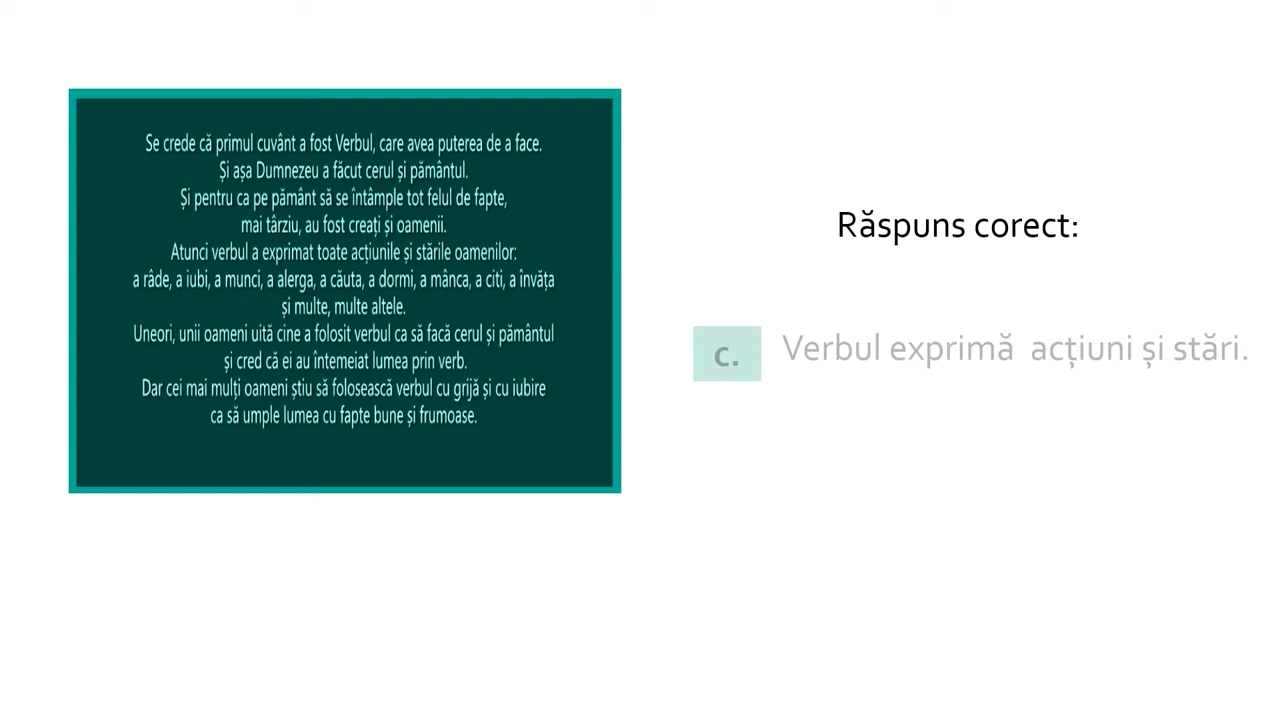 Se crede că primul cuvânt a fost Verbul, care avea puterea de a face.
Și așa Dumnezeu a făcut cerul și pământul.
Și pentru ca pe pământ să se întâmple tot felul de fapte,
mai târziu, au fost creați și oamenii.
Atunci verbul a exprimat toate acțiunile și stările oamenilor:
a râde, a iubi, a munci, a alerga, a căuta, a dormi, a mânca, a citi, a învăța
și multe, multe altele.
Uneori, unii oameni uită cine a folosit verbul ca să facă cerul și pământul
și cred că ei au întemeiat lumea prin verb.
Dar cei mai mulți oameni știu să folosească verbul cu grijă și cu iubire
ca să umple lumea cu fapte bune și frumoase.
Răspuns corect:
c. Verbul exprimă acțiuni și stări.